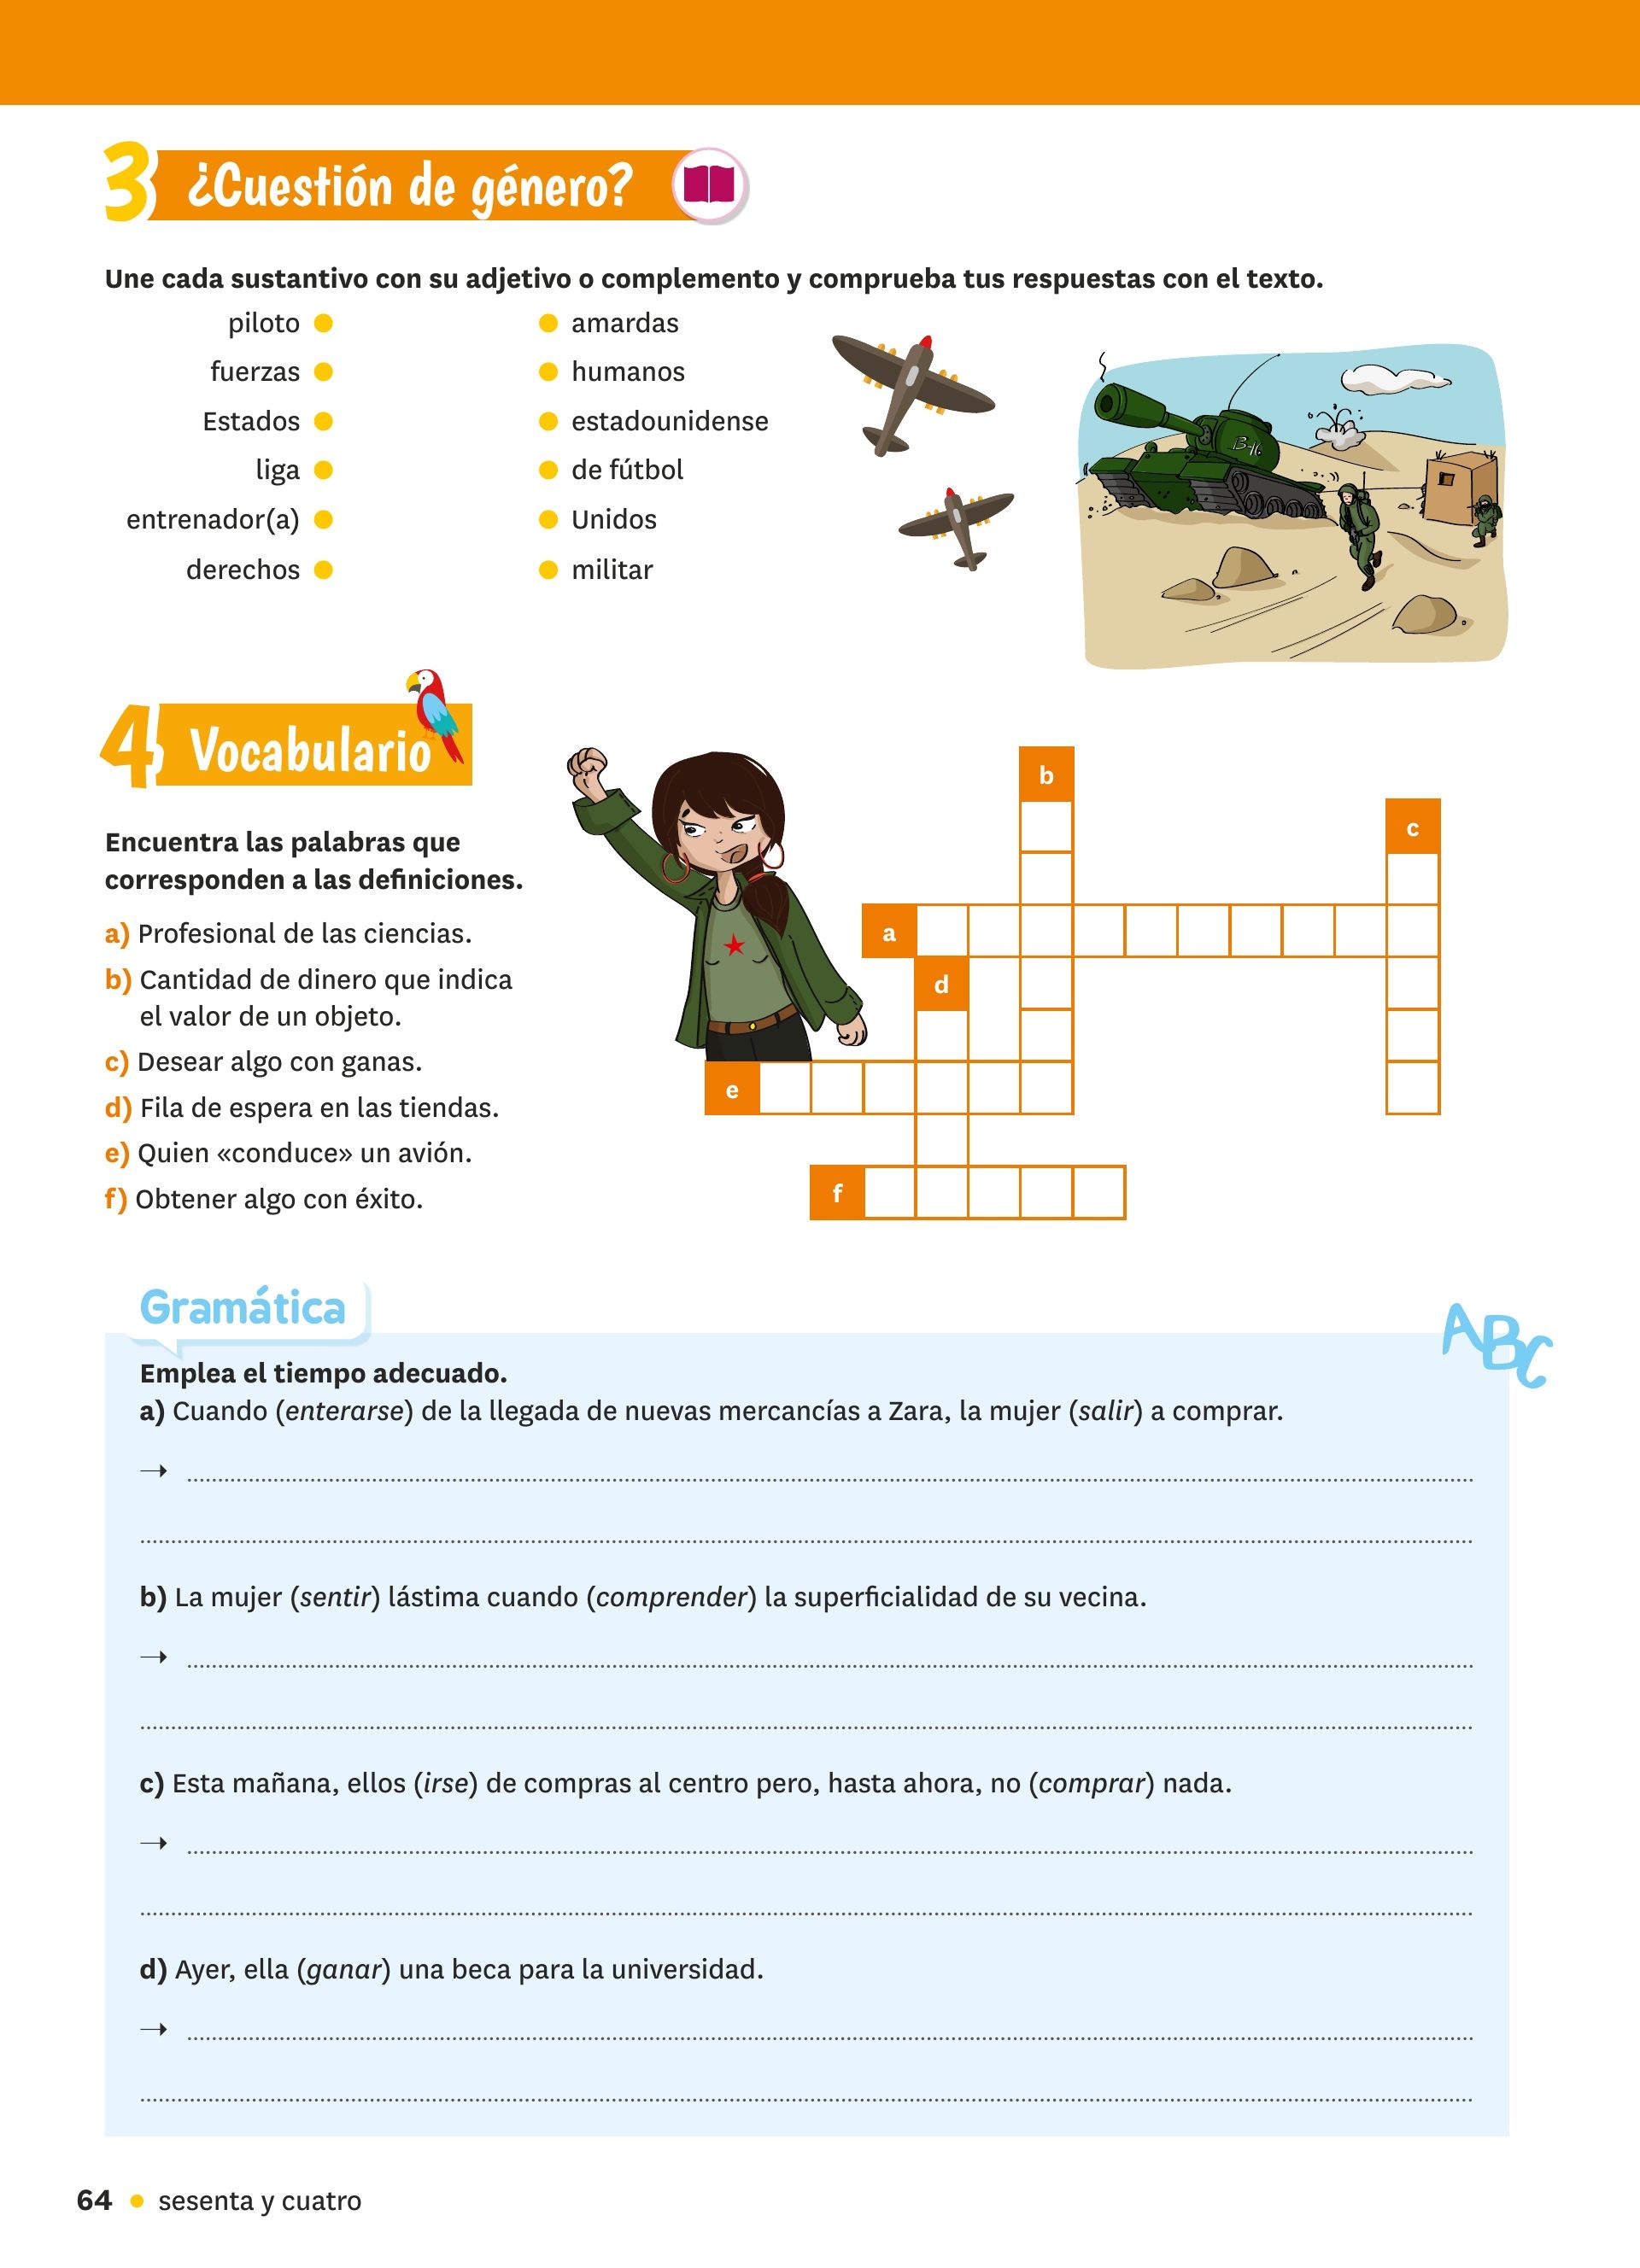 3 ¿Cuestión de género?
Une cada sustantivo con su adjetivo o complemento y comprueba tus respuestas con el texto.
piloto
fuerzas
Estados
liga
entrenador(a)
derechos
amardas
humanos
estadounidense
de fútbol
Unidos
militar
B-16
4 Vocabulario
Encuentra las palabras que
corresponden a las definiciones.
a) Profesional de las ciencias.
b) Cantidad de dinero que indica
el valor de un objeto.
c) Desear algo con ganas.
d) Fila de espera en las tiendas.
e) Quien «conduce» un avión.
f) Obtener algo con éxito.
b
c
a
d
e
f
Gramática
ABC
Emplea el tiempo adecuado.
a) Cuando (enterarse) de la llegada de nuevas mercancías a Zara, la mujer (salir) a comprar.
b) La mujer (sentir) lástima cuando (comprender) la superficialidad de su vecina.
c) Esta mañana, ellos (irse) de compras al centro pero, hasta ahora, no (comprar) nada.
d) Ayer, ella (ganar) una beca para la universidad.
64 • sesenta y cuatro